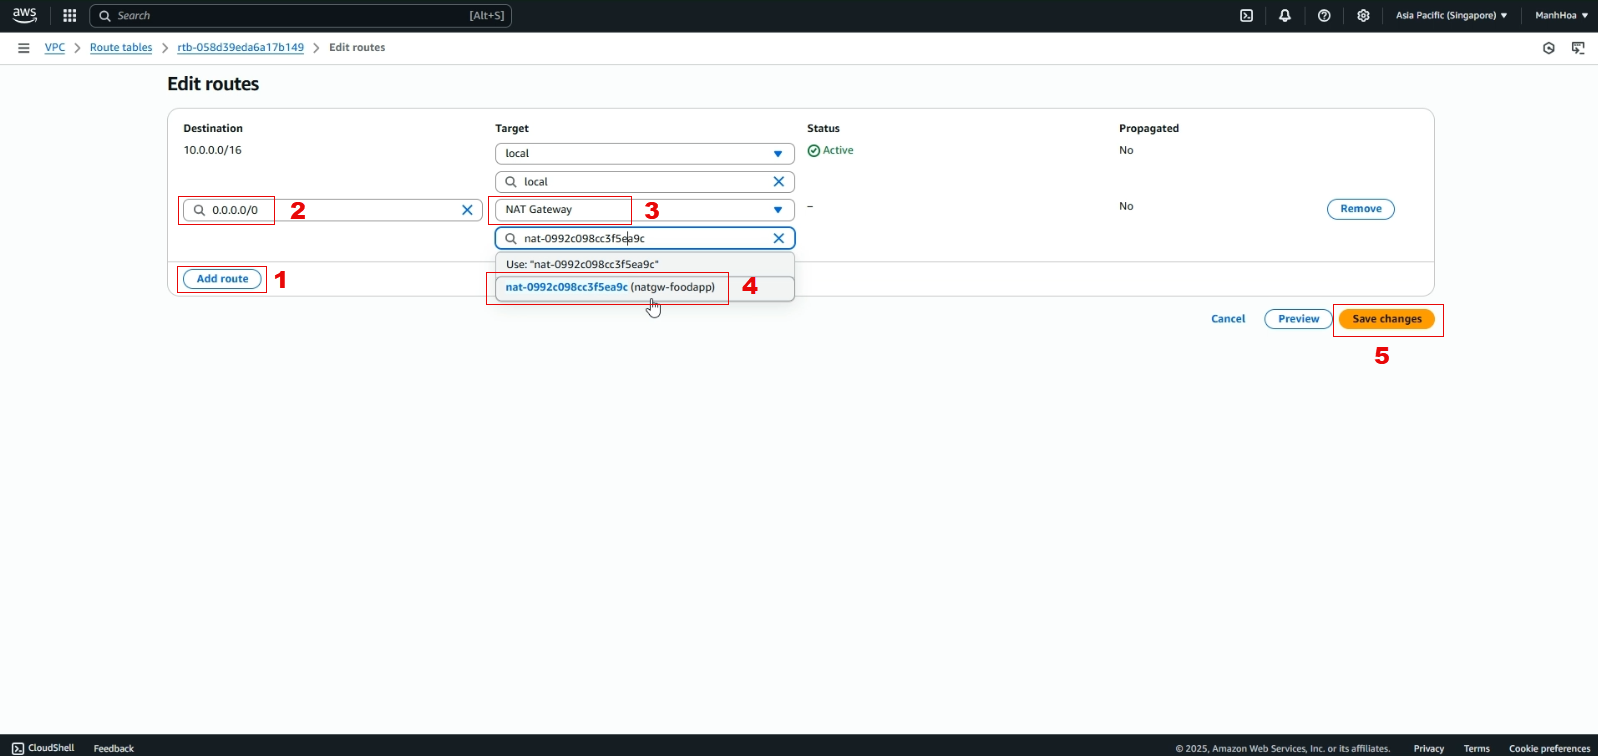 aws
Search
[Alt+S]
Asia Pacific (Singapore)
ManhHoa
VPC
Route tables
rtb-058d39eda6a17b149
Edit routes
Edit routes
Destination
Target
Status
Propagated
10.0.0.0/16
local
Active
No
local
0.0.0.0/0
2
NAT Gateway
3
–
No
Remove
nat-0992c098cc3f5ea9c
Use: "nat-0992c098cc3f5ea9c"
Add route
1
nat-0992c098cc3f5ea9c (natgw-foodapp)
4
Cancel
Preview
Save changes
5
CloudShell
Feedback
© 2025, Amazon Web Services, Inc. or its affiliates.
Privacy
Terms
Cookie preferences